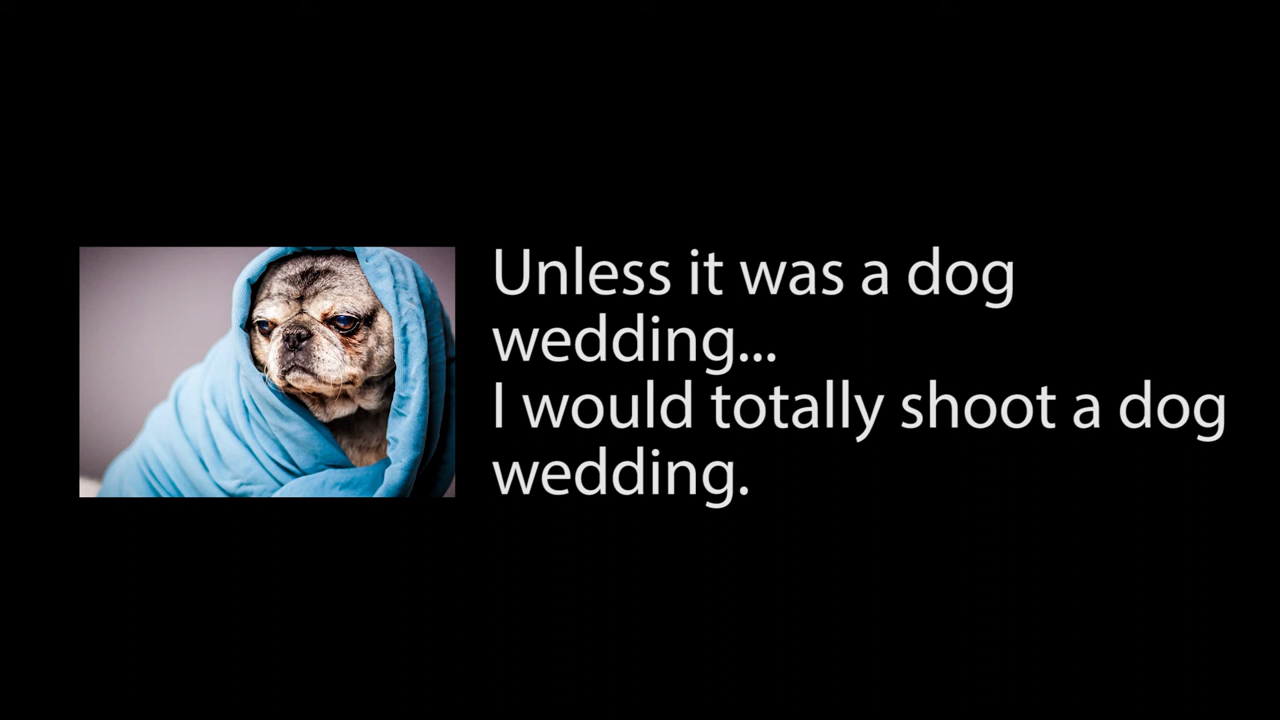 Unless it was a dog
wedding...
I would totally shoot a dog
wedding.